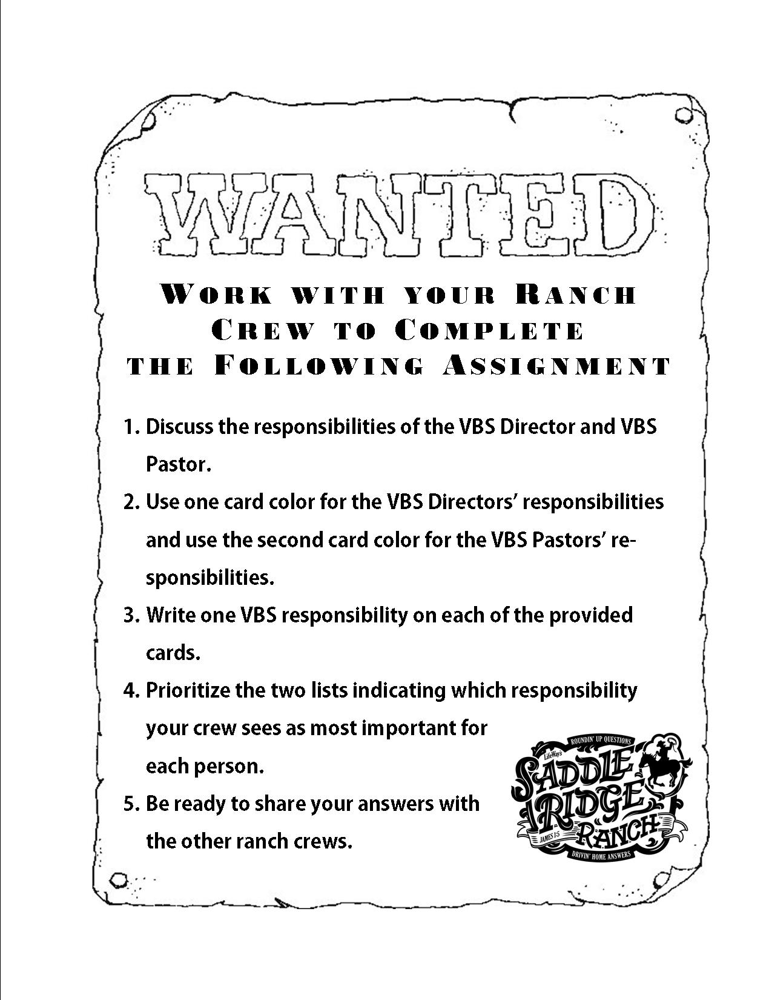 WANTED
WORK WITH YOUR RANCH
CREW TO COMPLETE
THE FOLLOWING ASSIGNMENT
1. Discuss the responsibilities of the VBS Director and VBS
Pastor.
2. Use one card color for the VBS Directors’ responsibilities
and use the second card color for the VBS Pastors’ re-
sponsibilities.
3. Write one VBS responsibility on each of the provided
cards.
4. Prioritize the two lists indicating which responsibility
your crew sees as most important for
each person.
5. Be ready to share your answers with
the other ranch crews.
ROUNDIN' UP QUESTIONS
LifeWay's
SADDLE
RIDGE
RANCH™
JAMES 1:5
DRIVIN' HOME ANSWERS